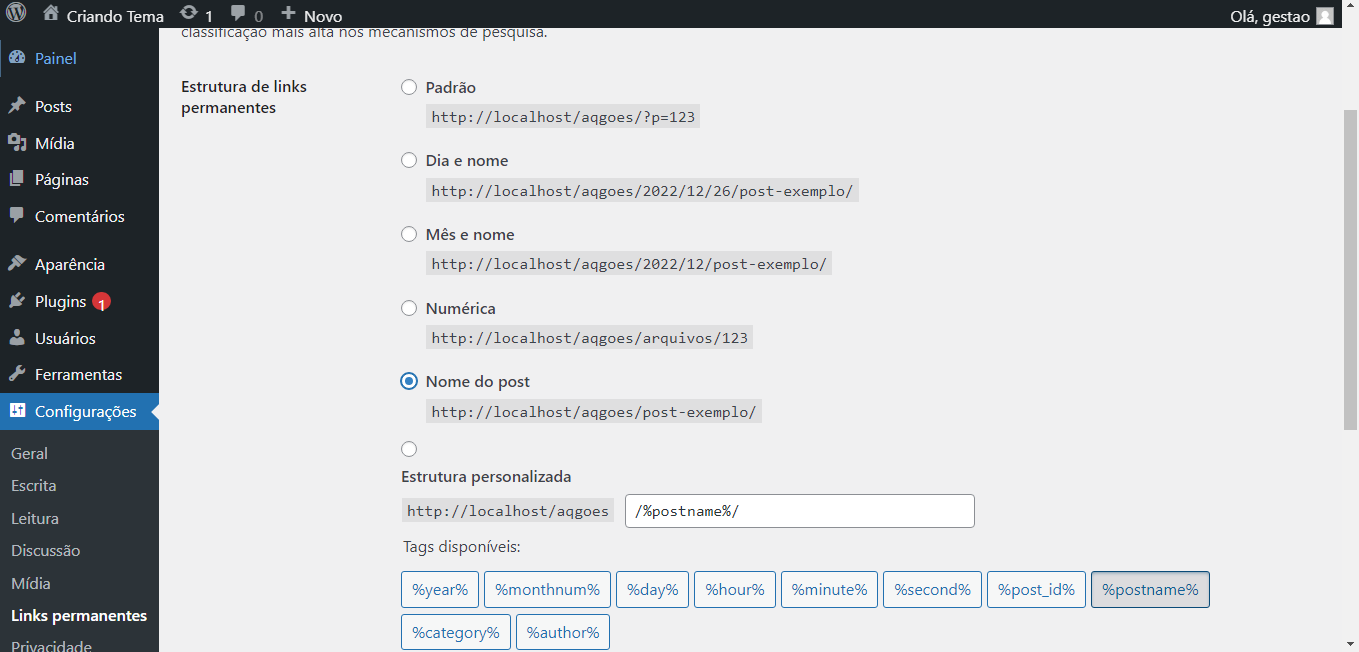 Criando Tema 1 0 Novo Olá, gestao
classificação mais alta nos mecanismos de pesquisa.
Painel
Posts
Mídia
Páginas
Comentários
Aparência
Plugins 1
Usuários
Ferramentas
Configurações
Geral
Escrita
Leitura
Discussão
Mídia
Links permanentes
Privacidade
Estrutura de links
permanentes
Padrão
http://localhost/aqgoes/?p=123
Dia e nome
http://localhost/aqgoes/2022/12/26/post-exemplo/
Mês e nome
http://localhost/aqgoes/2022/12/post-exemplo/
Numérica
http://localhost/aqgoes/arquivos/123
Nome do post
http://localhost/aqgoes/post-exemplo/
Estrutura personalizada
http://localhost/aqgoes /%postname%/
Tags disponíveis:
%year% %monthnum% %day% %hour% %minute% %second% %post_id% %postname%
%category% %author%